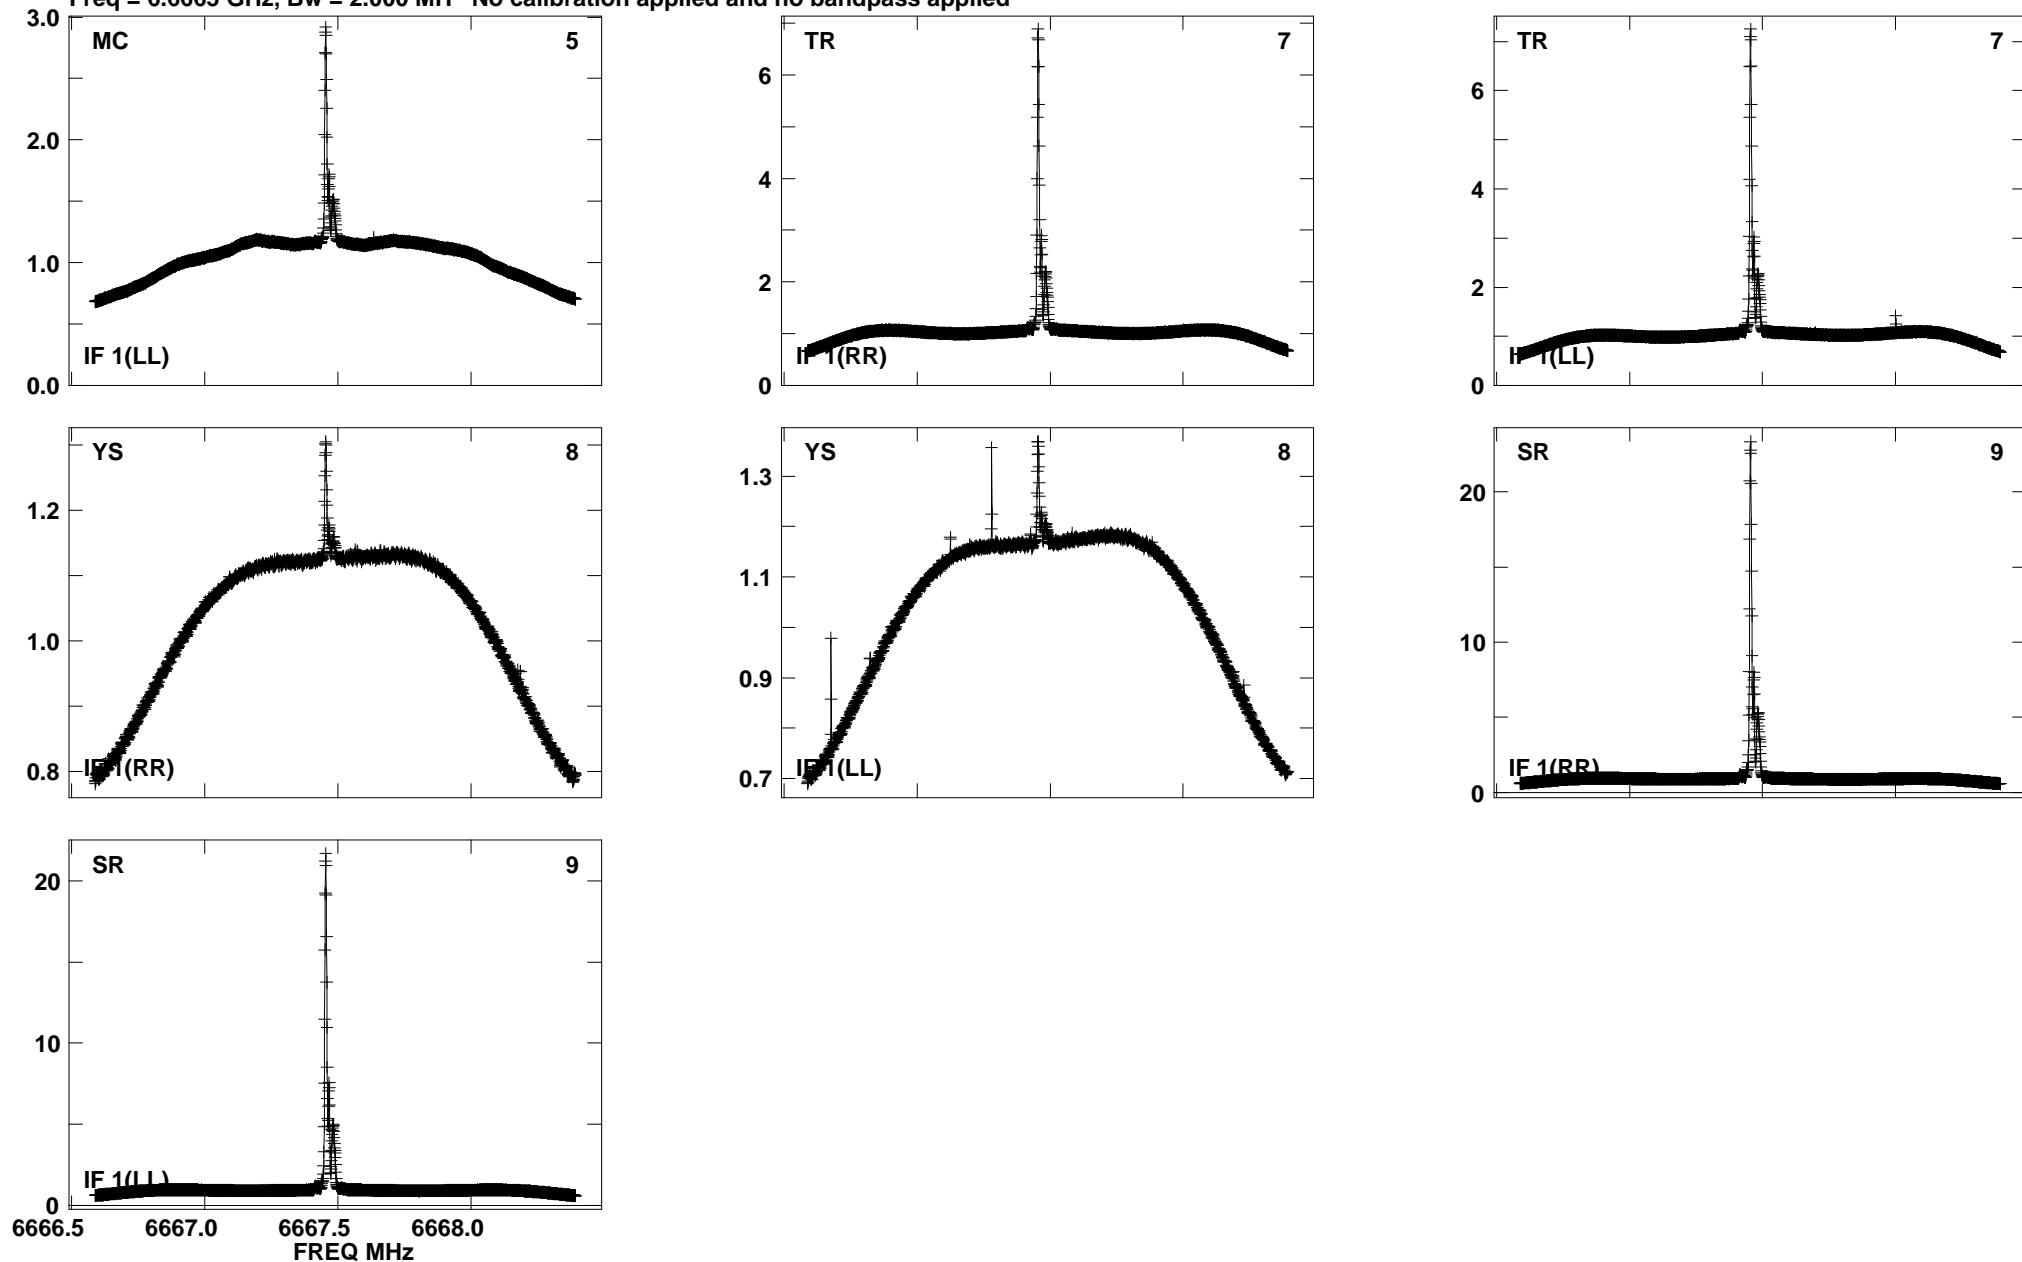 Freq = 6.6665 GHz, Bw = 2.000 MH No calibration applied and no bandpass applied
MC 5
3.0
2.0
1.0
0.0
IF 1(LL)
TR 7
6
4
2
0
IF 1(RR)
TR 7
6
4
2
0
IF 1(LL)
YS 8
1.2
1.0
0.8
IF 1(RR)
YS 8
1.3
1.1
0.9
0.7
IF 1(LL)
SR 9
20
10
0
IF 1(RR)
SR 9
20
10
0
IF 1(LL)
6666.5 6667.0 6667.5 6668.0
FREQ MHz